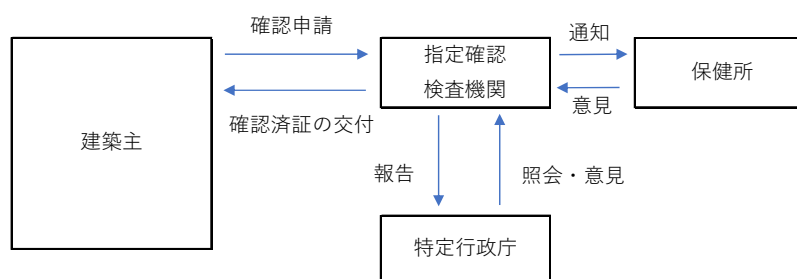 確認申請
通知
指定確認
検査機関
保健所
意見
確認済証の交付
建築主
報告
照会・意見
特定行政庁